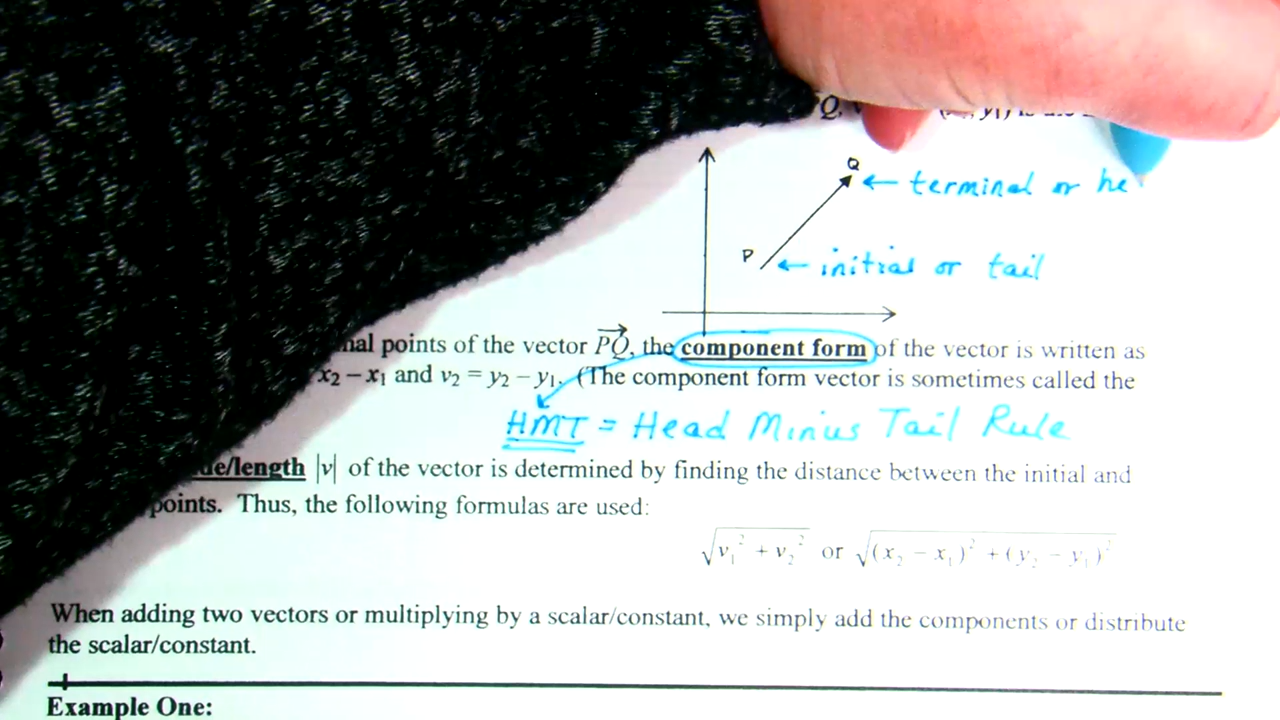 Q
← terminal or he
P ← initial or tail
points of the vector PQ⃗, the component form of the vector is written as
x₂ – x₁ and v₂ = y₂ – y₁. (The component form vector is sometimes called the
HMT = Head Minus Tail Rule
/length |v| of the vector is determined by finding the distance between the initial and
points. Thus, the following formulas are used:
√(v₁² + v₂²) or √((x₂ – x₁)² + (y₂ – y₁)²)
When adding two vectors or multiplying by a scalar/constant, we simply add the components or distribute
the scalar/constant.
Example One: